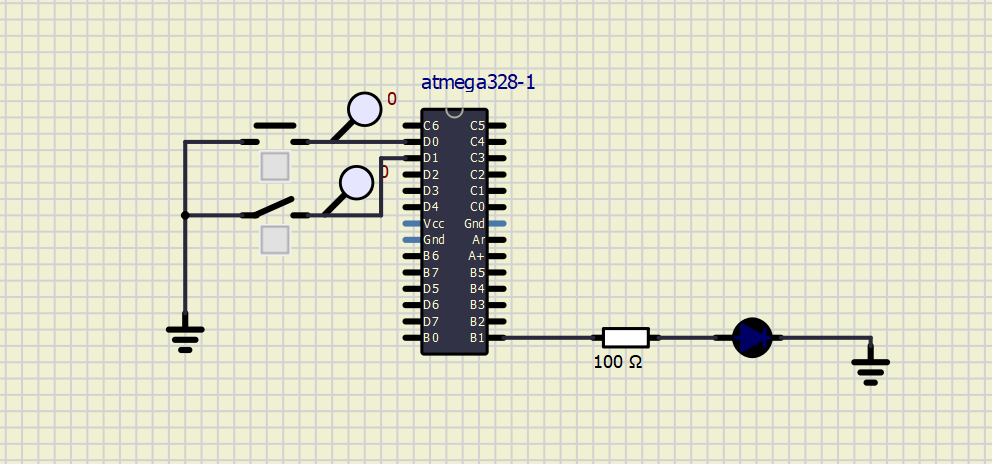 atmega328-1
0
0
C6 C5
D0 C4
D1 C3
D2 C2
D3 C1
D4 C0
Vcc Gnd
Gnd Ar
B6 A+
B7 B5
D5 B4
D6 B3
D7 B2
B0 B1
100 Ω